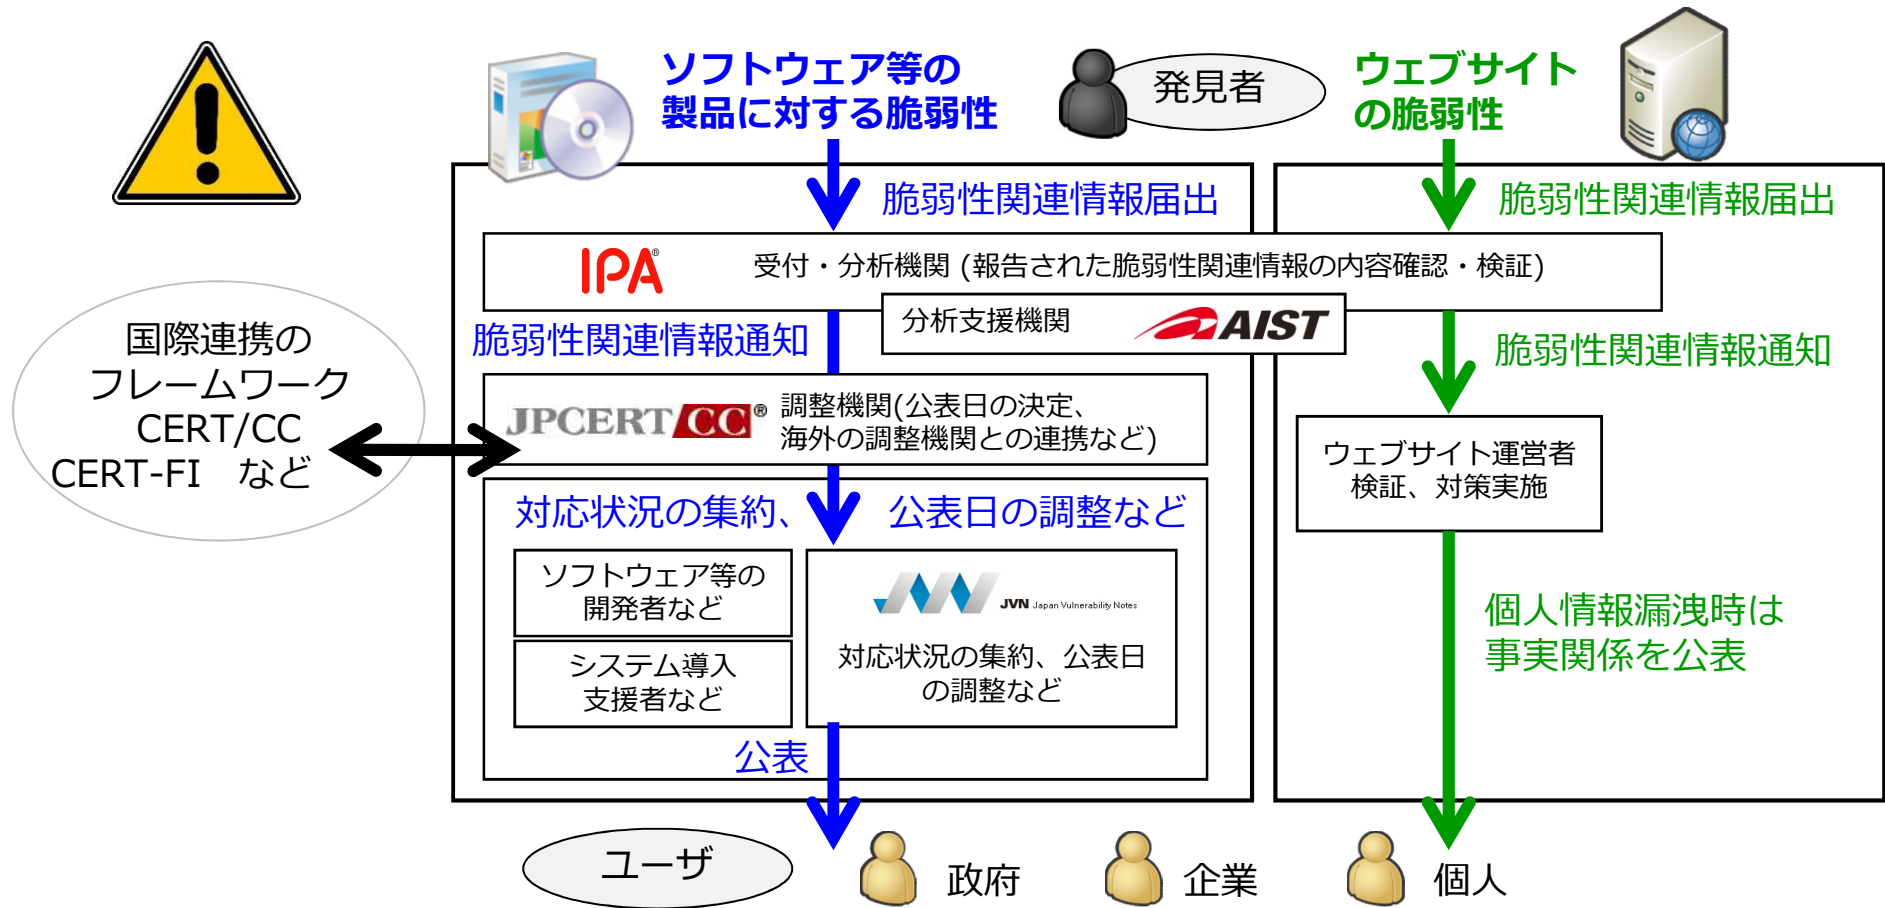 ソフトウェア等の
製品に対する脆弱性
発見者
ウェブサイト
の脆弱性
脆弱性関連情報届出
脆弱性関連情報届出
IPA® 受付・分析機関 (報告された脆弱性関連情報の内容確認・検証)
分析支援機関 AIST
脆弱性関連情報通知
脆弱性関連情報通知
国際連携の
フレームワーク
CERT/CC
CERT-FI　など
JPCERT/CC®
調整機関(公表日の決定、
海外の調整機関との連携など)
ウェブサイト運営者
検証、対策実施
対応状況の集約、 公表日の調整など
ソフトウェア等の
開発者など
システム導入
支援者など
JVN Japan Vulnerability Notes
対応状況の集約、公表日
の調整など
個人情報漏洩時は
事実関係を公表
公表
ユーザ
政府
企業
個人